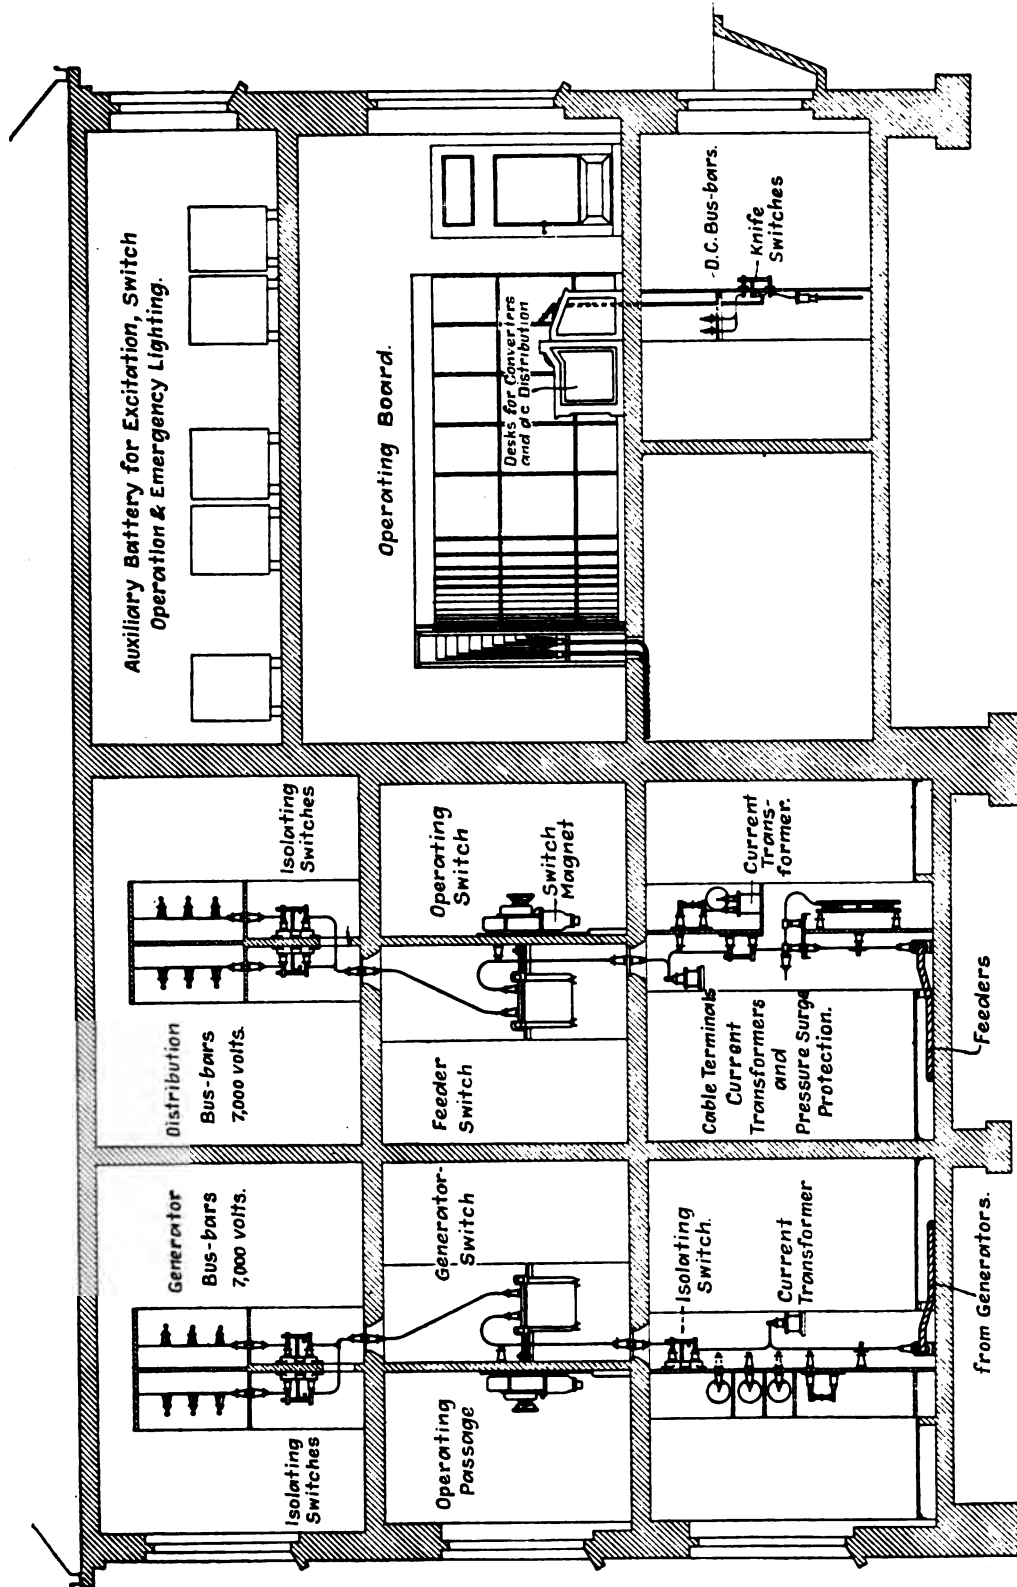 Auxiliary Battery for Excitation, Switch
Operation & Emergency Lighting.
Operating Board.
Desks for Converters
and dc Distribution
D.C. Bus-bars.
Knife
Switches
Isolating
Switches
Distribution
Bus-bars
7,000 volts.
Operating
Switch
Switch
Magnet
Feeder
Switch
Current
Trans-
former.
Cable Terminals
Current
Transformers
and
Pressure Surge
Protection.
Feeders
Generator
Bus-bars
7,000 volts.
Isolating
Switches
Generator-
Switch
Operating
Passage
Isolating
Switch.
Current
Transformer
from Generators.